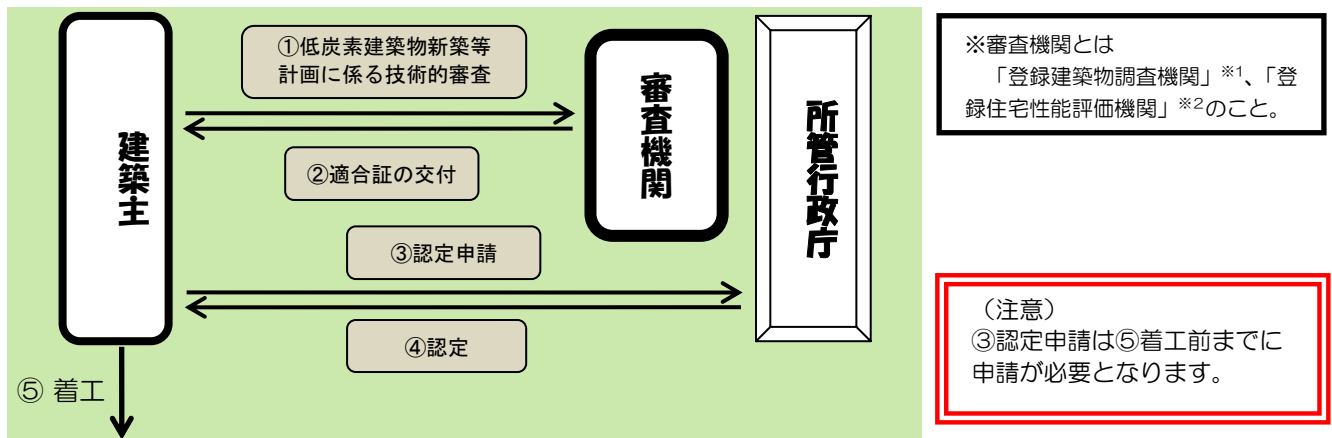 ①低炭素建築物新築等
計画に係る技術的審査
建築主
審査機関
所管行政庁
②適合証の交付
③認定申請
④認定
⑤ 着工
※審査機関とは
「登録建築物調査機関」※1、「登
録住宅性能評価機関」※2のこと。
（注意）
③認定申請は⑤着工前までに
申請が必要となります。